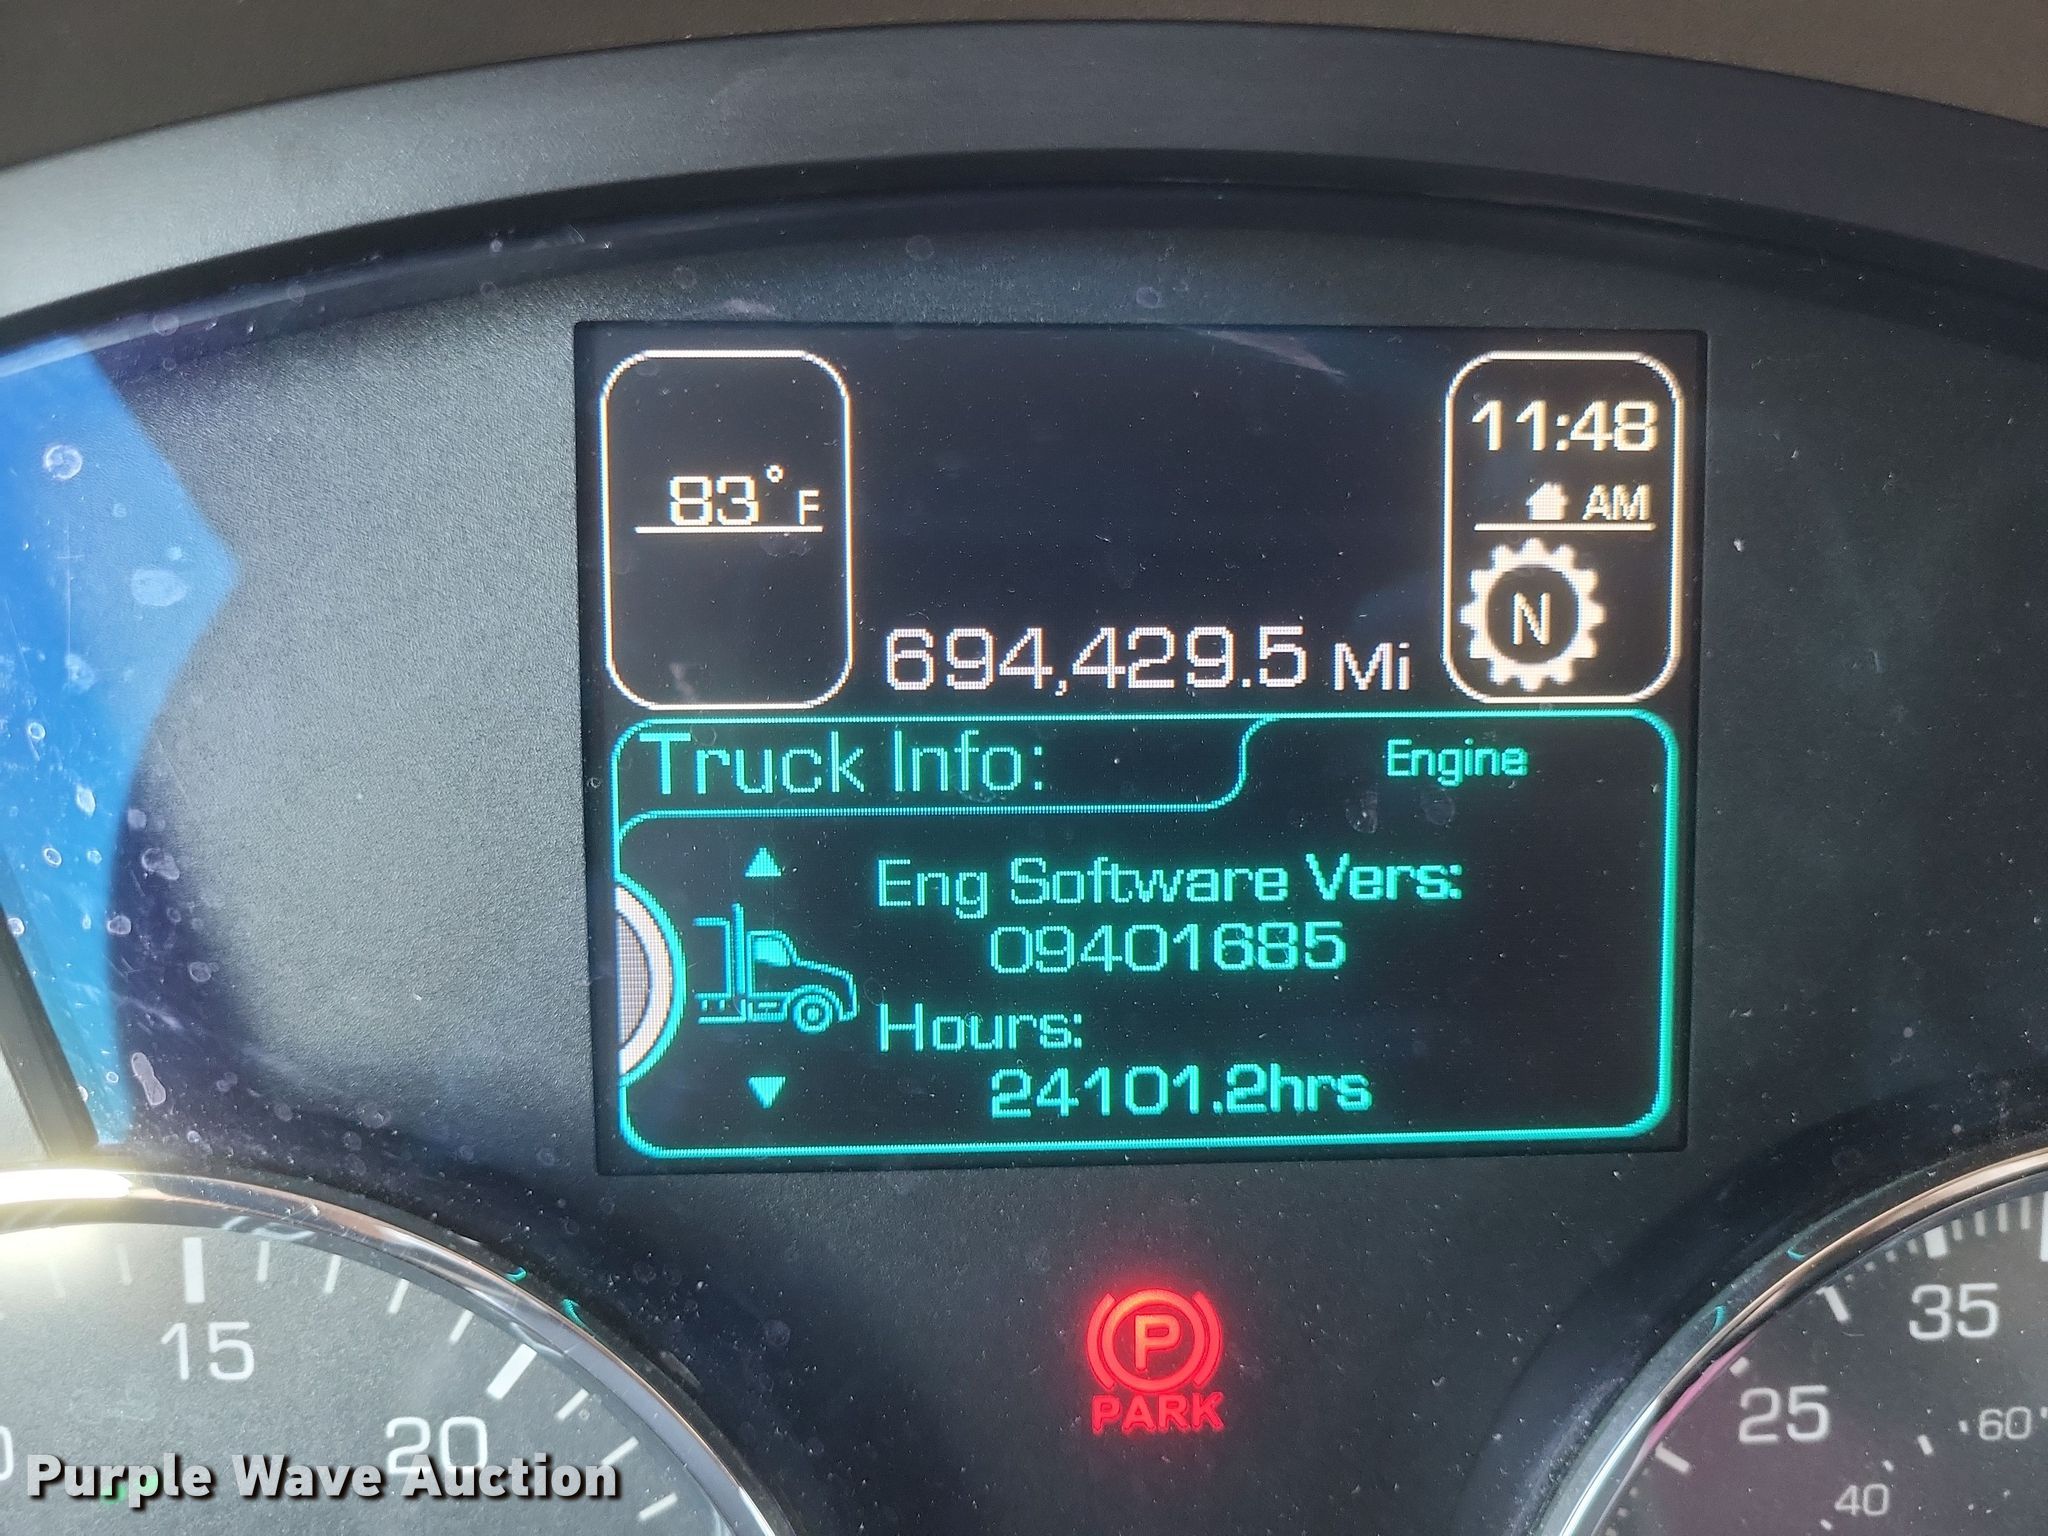 83°F
11:48
AM
N
694,429.5 Mi
Truck Info:
Engine
Eng Software Vers:
09401685
Hours:
24101.2hrs
P
PARK
15
20
25
35
40
60
Purple Wave Auction